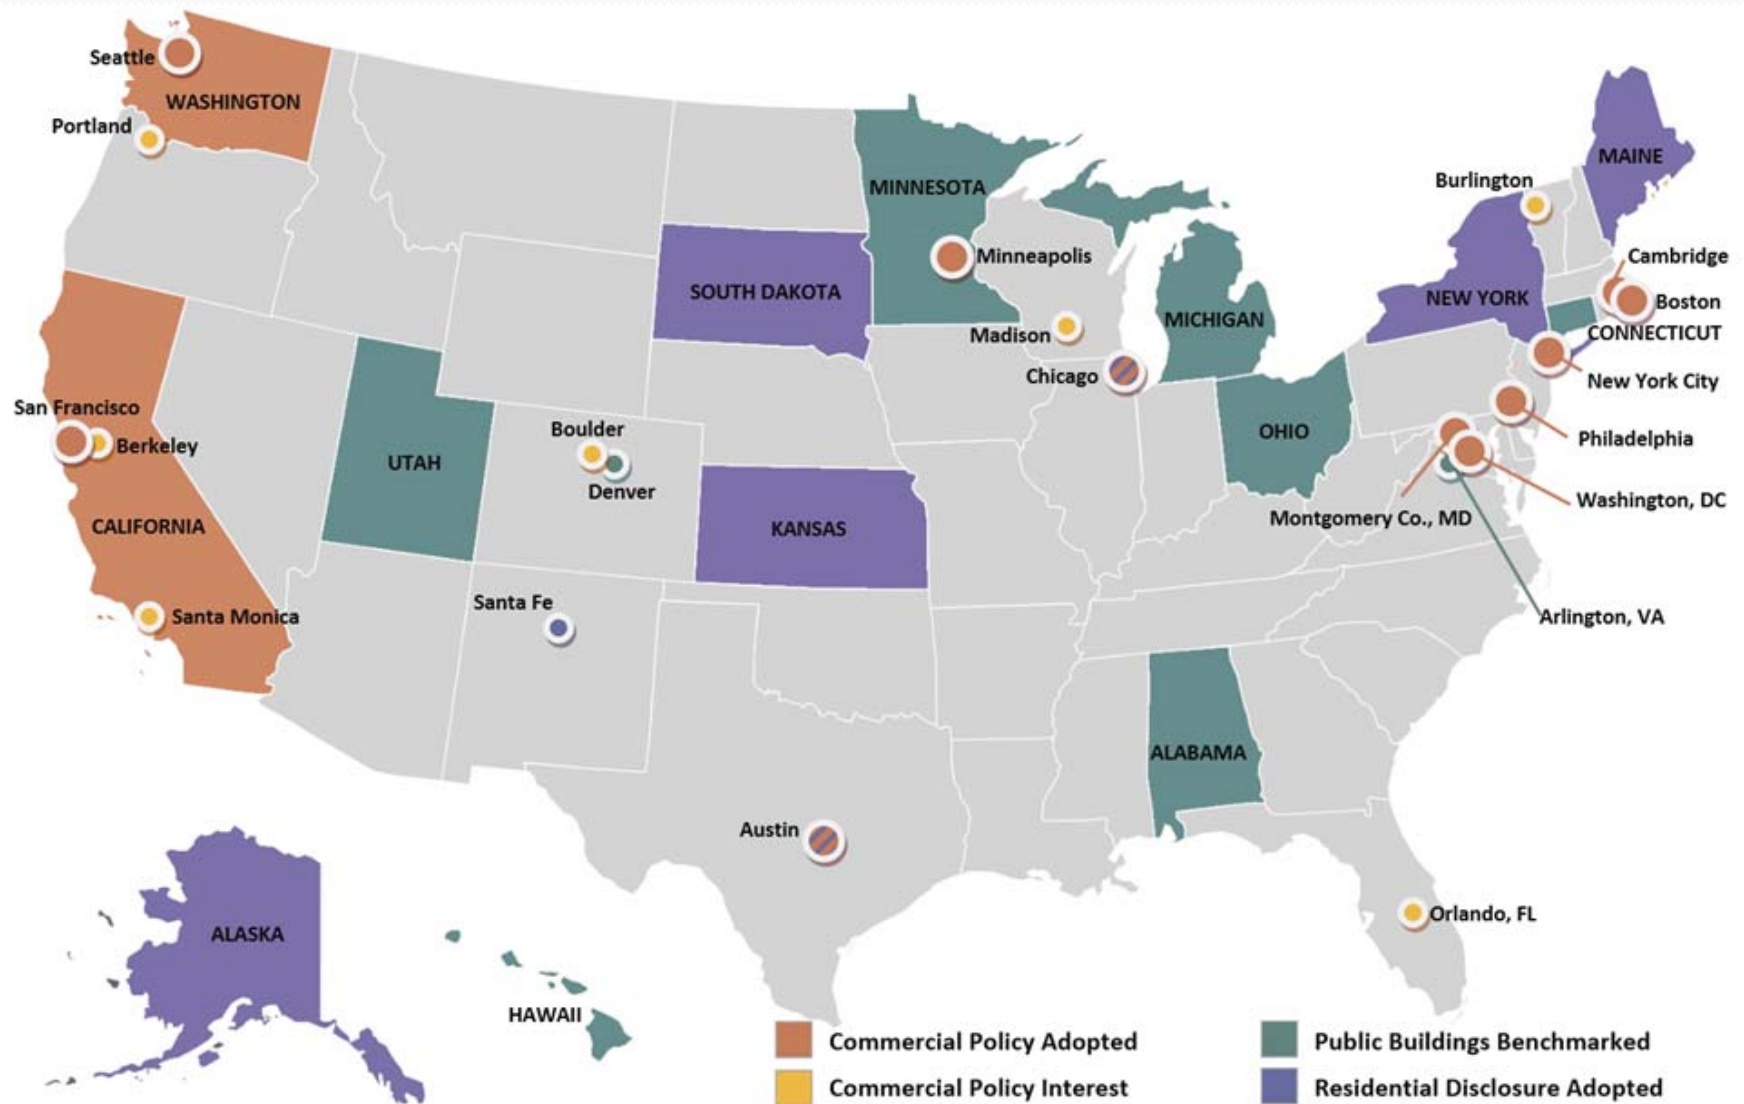 Seattle
WASHINGTON
Portland
MINNESOTA
MAINE
Burlington
Minneapolis
Cambridge
SOUTH DAKOTA
NEW YORK
Boston
MICHIGAN
Madison
CONNECTICUT
Chicago
New York City
San Francisco
Berkeley
Boulder
OHIO
Philadelphia
UTAH
Denver
Washington, DC
CALIFORNIA
KANSAS
Montgomery Co., MD
Santa Fe
Santa Monica
Arlington, VA
ALABAMA
Austin
Orlando, FL
ALASKA
HAWAII
Commercial Policy Adopted
Commercial Policy Interest
Public Buildings Benchmarked
Residential Disclosure Adopted